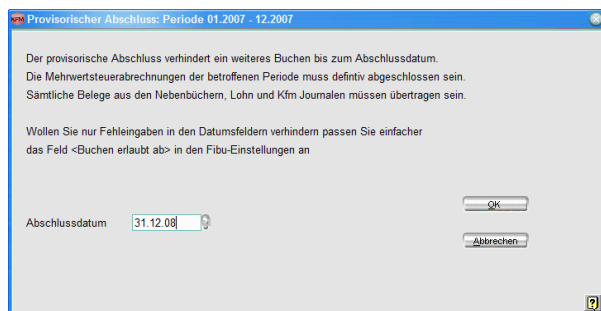 KFM Provisorischer Abschluss: Periode 01.2007 - 12.2007
Der provisorische Abschluss verhindert ein weiteres Buchen bis zum Abschlussdatum.
Die Mehrwertsteuerabrechnungen der betroffenen Periode muss defintiv abgeschlossen sein.
Sämtliche Belege aus den Nebenbüchern, Lohn und Kfm Journalen müssen übertragen sein.
Wollen Sie nur Fehleingaben in den Datumsfeldern verhindern passen Sie einfacher
das Feld <Buchen erlaubt ab> in den Fibu-Einstellungen an
OK
Abschlussdatum 31.12.08
Abbrechen
?